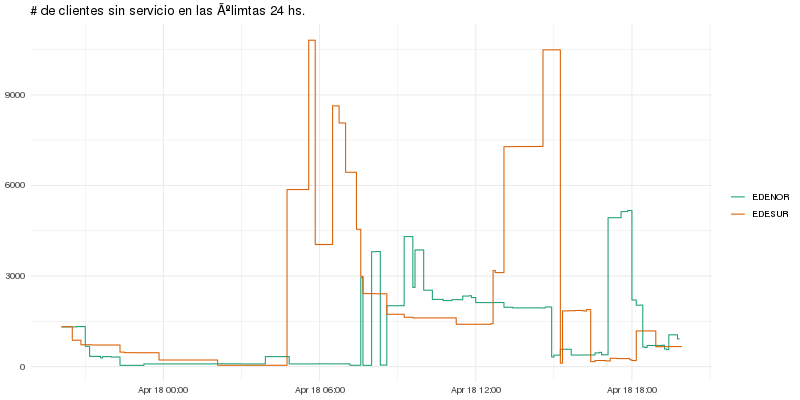 # de clientes sin servicio en las Ãºlimtas 24 hs.
9000
6000
3000
0
Apr 18 00:00
Apr 18 06:00
Apr 18 12:00
Apr 18 18:00
EDENOR
EDESUR